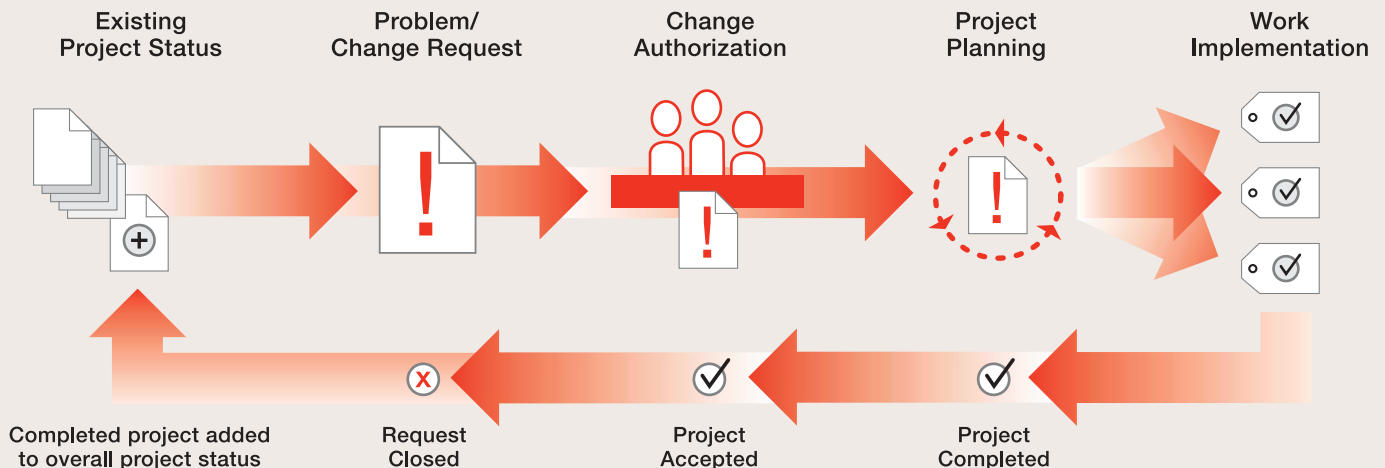 Existing
Project Status
Problem/
Change Request
Change
Authorization
Project
Planning
Work
Implementation
!
!
!
+
X
Completed project added
to overall project status
Request
Closed
Project
Accepted
Project
Completed